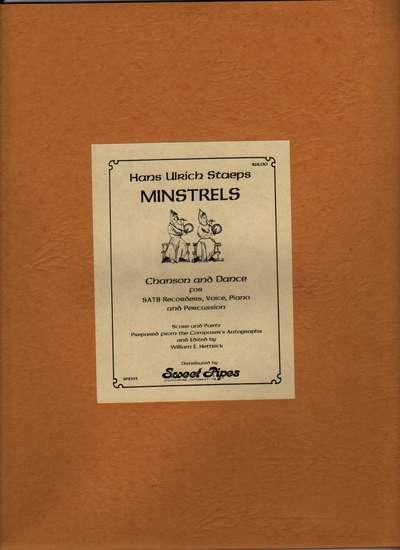 Hans Ulrich Staeps
MINSTRELS
Chanson and Dance
for
SATB Recorders, Voice, Piano
and Percussion
Score and Parts
Prepared from the Composer's Autographs
and Edited by
William E. Hettrick
Distributed by
Sweet Pipes